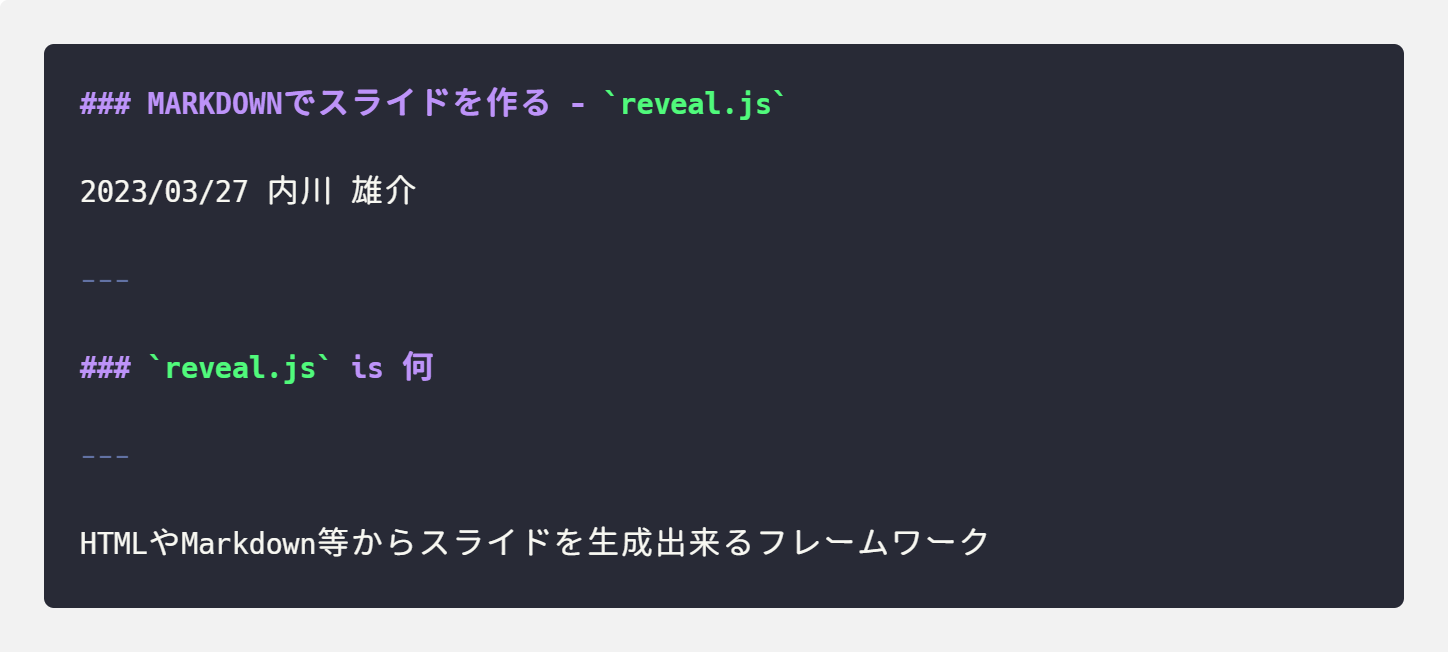 ### MARKDOWNでスライドを作る - `reveal.js`
2023/03/27 内川 雄介
---
### `reveal.js` is 何
---
HTMLやMarkdown等からスライドを生成出来るフレームワーク